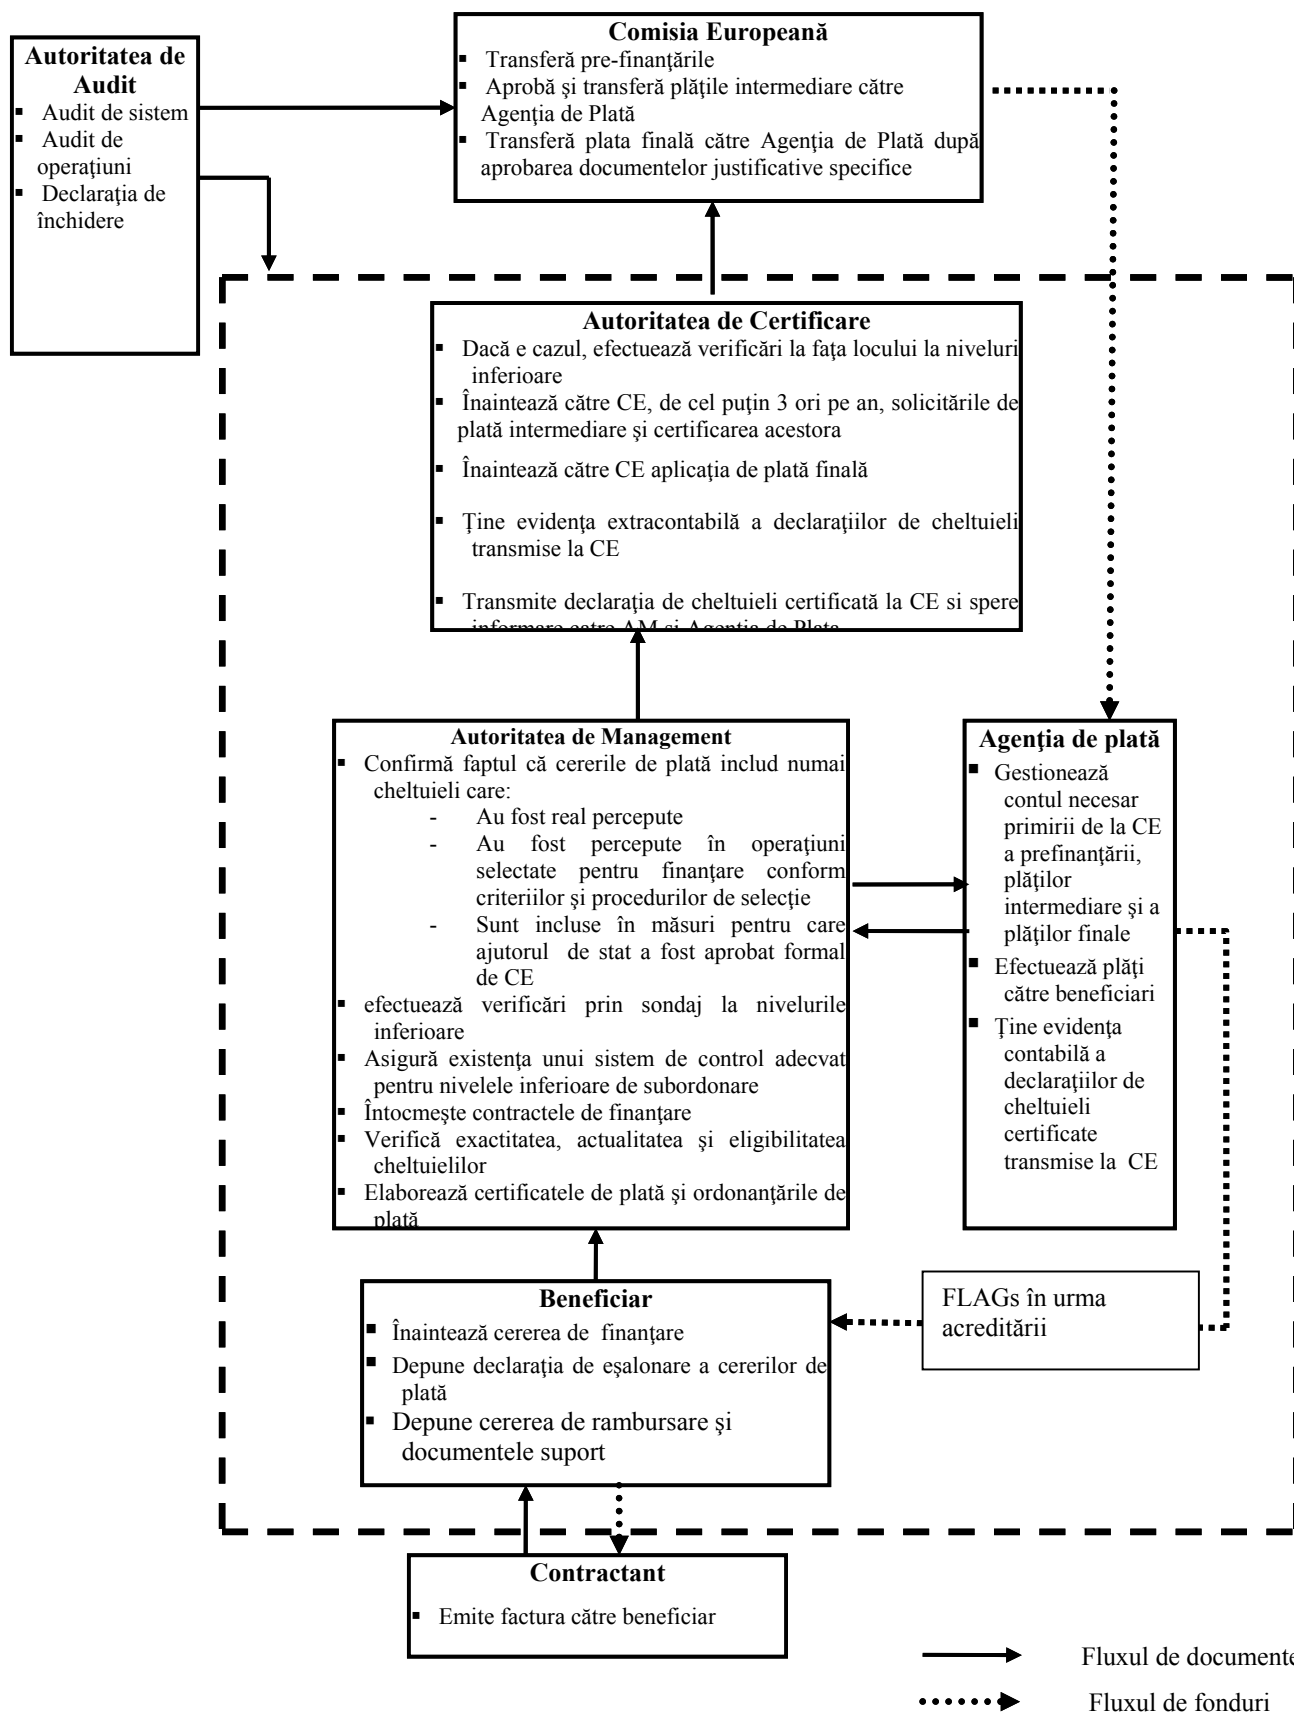 Autoritatea de
Audit
▪ Audit de sistem
▪ Audit de
operaţiuni
▪ Declaraţia de
închidere
Comisia Europeană
▪ Transferă pre-finanţările
▪ Aprobă şi transferă plăţile intermediare către
Agenţia de Plată
▪ Transferă plata finală către Agenţia de Plată după
aprobarea documentelor justificative specifice
Autoritatea de Certificare
▪ Dacă e cazul, efectuează verificări la faţa locului la niveluri
inferioare
▪ Înaintează către CE, de cel puţin 3 ori pe an, solicitările de
plată intermediare şi certificarea acestora
▪ Înaintează către CE aplicaţia de plată finală
▪ Ţine evidenţa extracontabilă a declaraţiilor de cheltuieli
transmise la CE
▪ Transmite declaraţia de cheltuieli certificată la CE si spere
informare catre AM si Agentia de Plata
Autoritatea de Management
▪ Confirmă faptul că cererile de plată includ numai
cheltuieli care:
- Au fost real percepute
- Au fost percepute în operaţiuni
selectate pentru finanţare conform
criteriilor şi procedurilor de selecţie
- Sunt incluse în măsuri pentru care
ajutorul de stat a fost aprobat formal
de CE
▪ efectuează verificări prin sondaj la nivelurile
inferioare
▪ Asigură existenţa unui sistem de control adecvat
pentru nivelele inferioare de subordonare
▪ Întocmeşte contractele de finanţare
▪ Verifică exactitatea, actualitatea şi eligibilitatea
cheltuielilor
▪ Elaborează certificatele de plată şi ordonanţările de
plată
Agenţia de plată
▪ Gestionează
contul necesar
primirii de la CE
a prefinanţării,
plăţilor
intermediare şi a
plăţilor finale
▪ Efectuează plăţi
către beneficiari
▪ Ţine evidenţa
contabilă a
declaraţiilor de
cheltuieli
certificate
transmise la CE
Beneficiar
▪ Înaintează cererea de finanţare
▪ Depune declaraţia de eşalonare a cererilor de
plată
▪ Depune cererea de rambursare şi
documentele suport
FLAGs în urma
acreditării
Contractant
▪ Emite factura către beneficiar
Fluxul de documente
Fluxul de fonduri